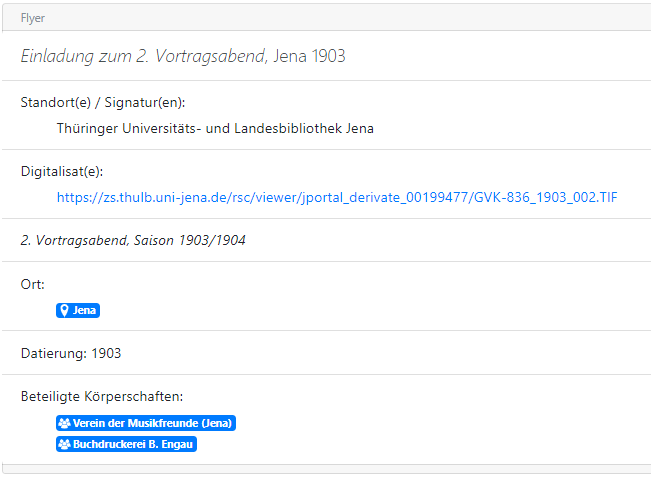 Flyer
Einladung zum 2. Vortragsabend, Jena 1903
Standort(e) / Signatur(en):
Thüringer Universitäts- und Landesbibliothek Jena
Digitalisat(e):
https://zs.thulb.uni-jena.de/rsc/viewer/jportal_derivate_00199477/GVK-836_1903_002.TIF
2. Vortragsabend, Saison 1903/1904
Ort:
Jena
Datierung: 1903
Beteiligte Körperschaften:
Verein der Musikfreunde (Jena)
Buchdruckerei B. Engau